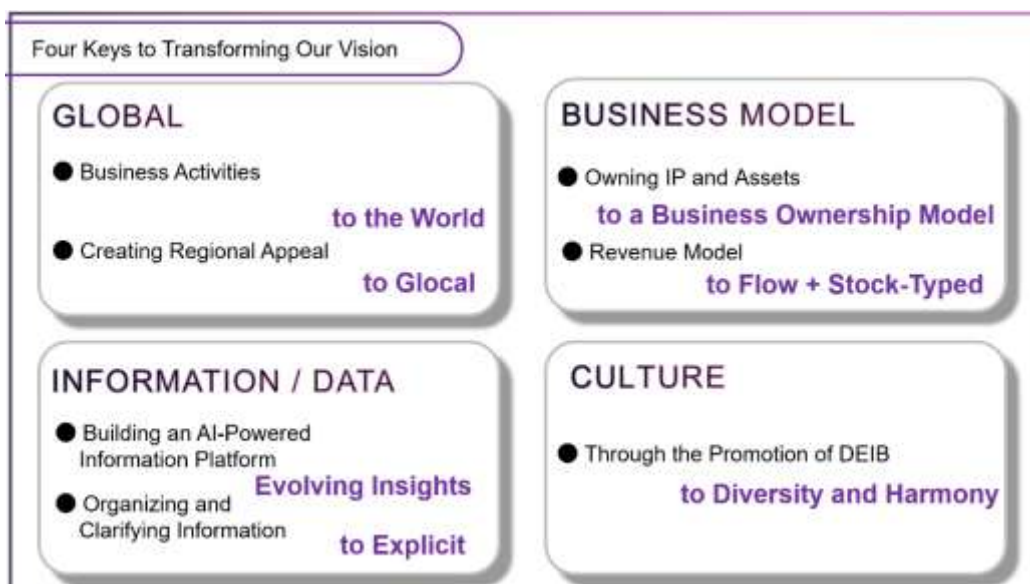 Four Keys to Transforming Our Vision
GLOBAL
● Business Activities
to the World
● Creating Regional Appeal
to Glocal
BUSINESS MODEL
● Owning IP and Assets
to a Business Ownership Model
● Revenue Model
to Flow + Stock-Typed
INFORMATION / DATA
● Building an AI-Powered
Information Platform
Evolving Insights
● Organizing and
Clarifying Information
to Explicit
CULTURE
● Through the Promotion of DEIB
to Diversity and Harmony